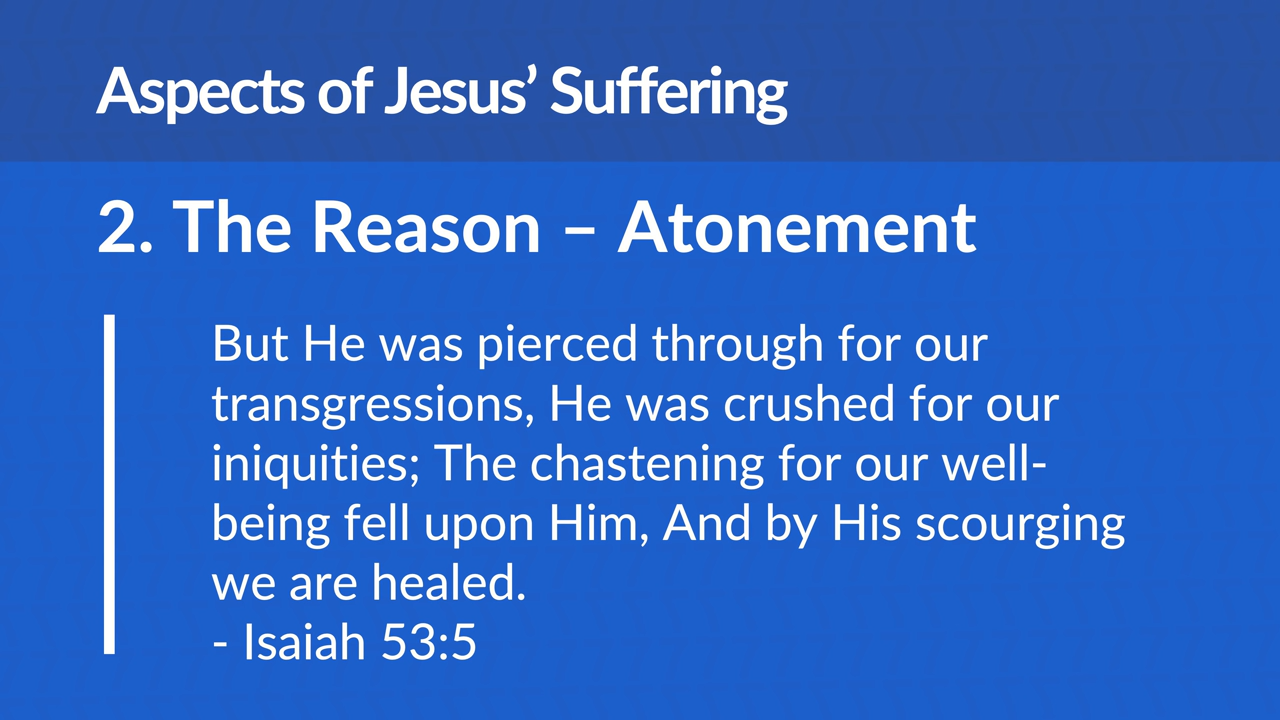 Aspects of Jesus’ Suffering
2. The Reason – Atonement
But He was pierced through for our
transgressions, He was crushed for our
iniquities; The chastening for our well-
being fell upon Him, And by His scourging
we are healed.
- Isaiah 53:5